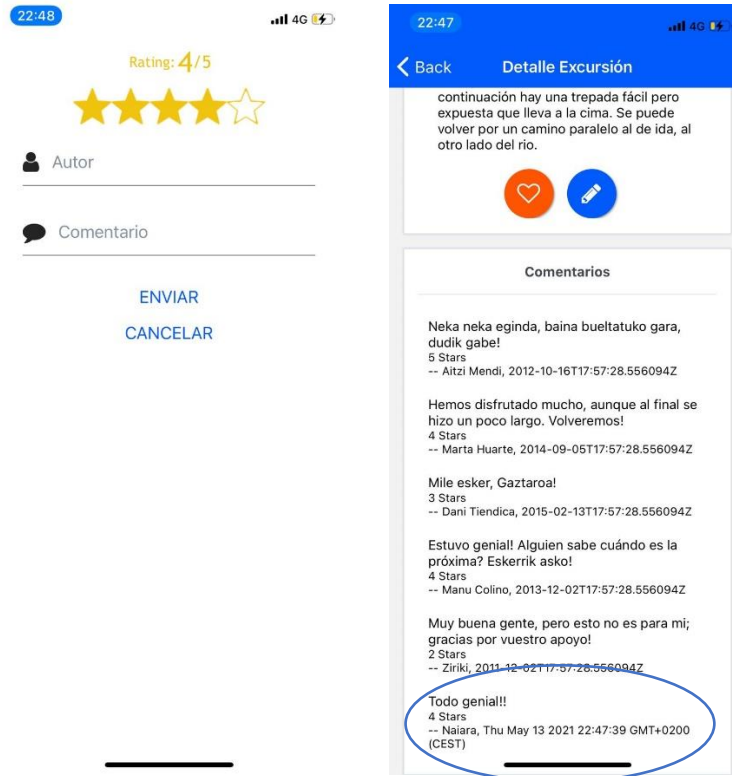 22:48
4G
Rating: 4/5
Autor
Comentario
ENVIAR
CANCELAR
22:47
4G
Back
Detalle Excursión
continuación hay una trepada fácil pero
expuesta que lleva a la cima. Se puede
volver por un camino paralelo al de ida, al
otro lado del rio.
Comentarios
Neka neka eginda, baina bueltatuko gara,
dudik gabe!
5 Stars
-- Aitzi Mendi, 2012-10-16T17:57:28.556094Z
Hemos disfrutado mucho, aunque al final se
hizo un poco largo. Volveremos!
4 Stars
-- Marta Huarte, 2014-09-05T17:57:28.556094Z
Mile esker, Gaztaroa!
3 Stars
-- Dani Tiendica, 2015-02-13T17:57:28.556094Z
Estuvo genial! Alguien sabe cuándo es la
próxima? Eskerrik asko!
4 Stars
-- Manu Colino, 2013-12-02T17:57:28.556094Z
Muy buena gente, pero esto no es para mi;
gracias por vuestro apoyo!
2 Stars
-- Ziriki, 2011-12-02T17:57:28.556094Z
Todo genial!!
4 Stars
-- Naiara, Thu May 13 2021 22:47:39 GMT+0200
(CEST)